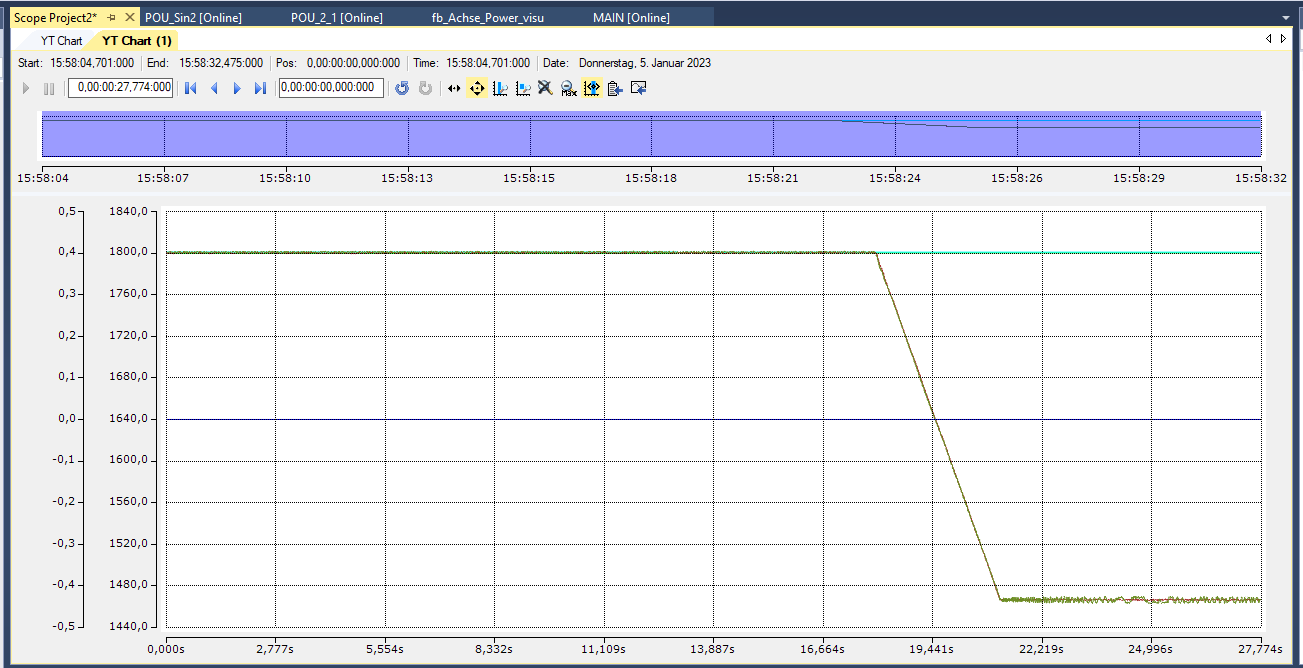 Scope Project2* POU_Sin2 [Online] POU_2_1 [Online] fb_Achse_Power_visu MAIN [Online]
YT Chart YT Chart (1)
Start: 15:58:04,701:000 End: 15:58:32,475:000 Pos: 0,00:00:00,000:000 Time: 15:58:04,701:000 Date: Donnerstag, 5. Januar 2023
0,00:00:27,774:000 0,00:00:00,000:000 Max
15:58:04 15:58:07 15:58:10 15:58:13 15:58:15 15:58:18 15:58:21 15:58:24 15:58:26 15:58:29 15:58:32
0,5 1840,0
0,4 1800,0
0,3 1760,0
0,2 1720,0
0,1 1680,0
0,0 1640,0
-0,1 1600,0
-0,2 1560,0
-0,3 1520,0
-0,4 1480,0
-0,5 1440,0
0,000s 2,777s 5,554s 8,332s 11,109s 13,887s 16,664s 19,441s 22,219s 24,996s 27,774s